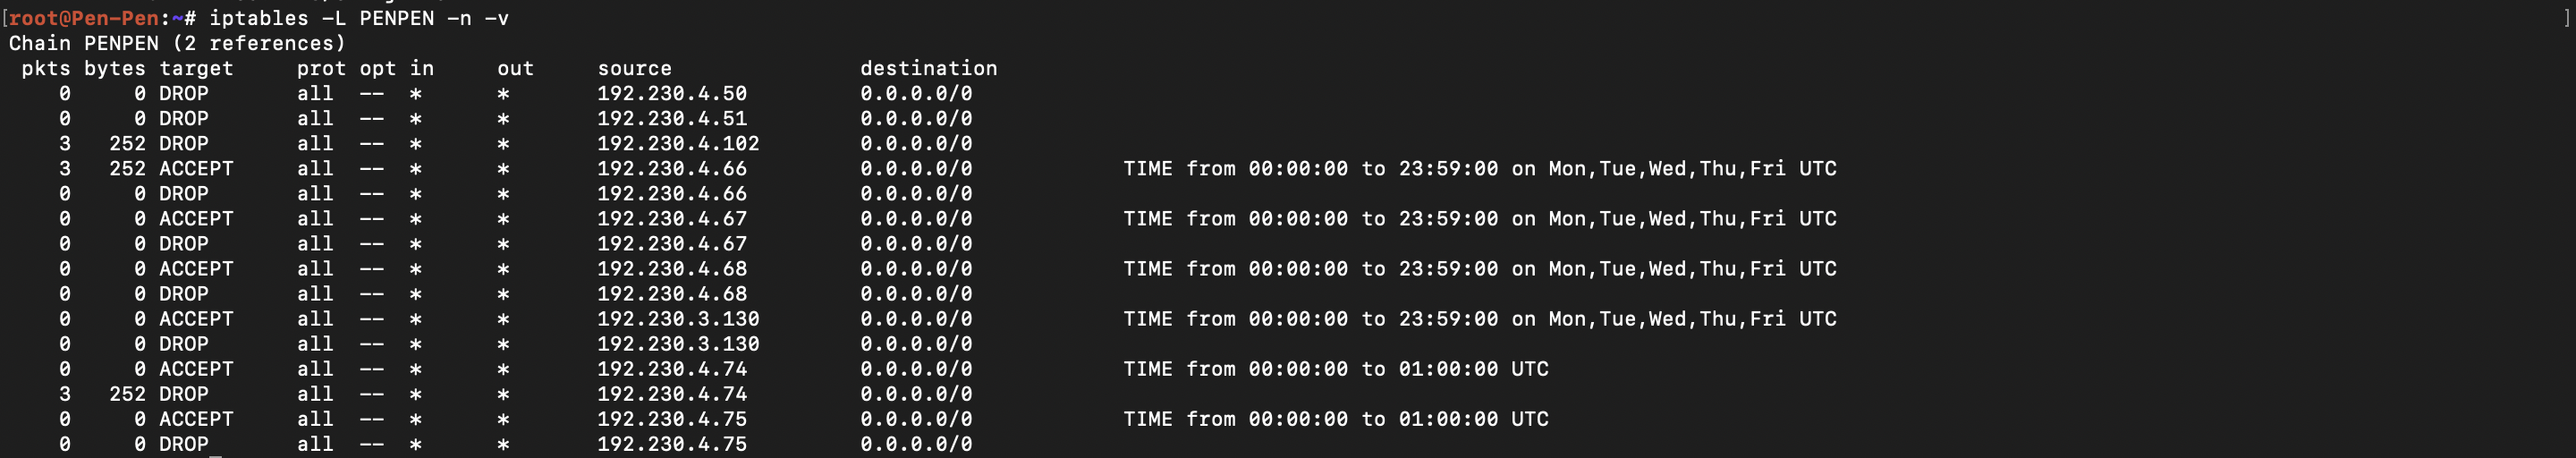 [root@Pen-Pen:~# iptables -L PENPEN -n -v ]
Chain PENPEN (2 references)
 pkts bytes target     prot opt in     out     source               destination
    0     0 DROP       all  --  *      *       192.230.4.50         0.0.0.0/0
    0     0 DROP       all  --  *      *       192.230.4.51         0.0.0.0/0
    3   252 DROP       all  --  *      *       192.230.4.102        0.0.0.0/0
    3   252 ACCEPT     all  --  *      *       192.230.4.66         0.0.0.0/0            TIME from 00:00:00 to 23:59:00 on Mon,Tue,Wed,Thu,Fri UTC
    0     0 DROP       all  --  *      *       192.230.4.66         0.0.0.0/0
    0     0 ACCEPT     all  --  *      *       192.230.4.67         0.0.0.0/0            TIME from 00:00:00 to 23:59:00 on Mon,Tue,Wed,Thu,Fri UTC
    0     0 DROP       all  --  *      *       192.230.4.67         0.0.0.0/0
    0     0 ACCEPT     all  --  *      *       192.230.4.68         0.0.0.0/0            TIME from 00:00:00 to 23:59:00 on Mon,Tue,Wed,Thu,Fri UTC
    0     0 DROP       all  --  *      *       192.230.4.68         0.0.0.0/0
    0     0 ACCEPT     all  --  *      *       192.230.3.130        0.0.0.0/0            TIME from 00:00:00 to 23:59:00 on Mon,Tue,Wed,Thu,Fri UTC
    0     0 DROP       all  --  *      *       192.230.3.130        0.0.0.0/0
    0     0 ACCEPT     all  --  *      *       192.230.4.74         0.0.0.0/0            TIME from 00:00:00 to 01:00:00 UTC
    3   252 DROP       all  --  *      *       192.230.4.74         0.0.0.0/0
    0     0 ACCEPT     all  --  *      *       192.230.4.75         0.0.0.0/0            TIME from 00:00:00 to 01:00:00 UTC
    0     0 DROP       all  --  *      *       192.230.4.75         0.0.0.0/0